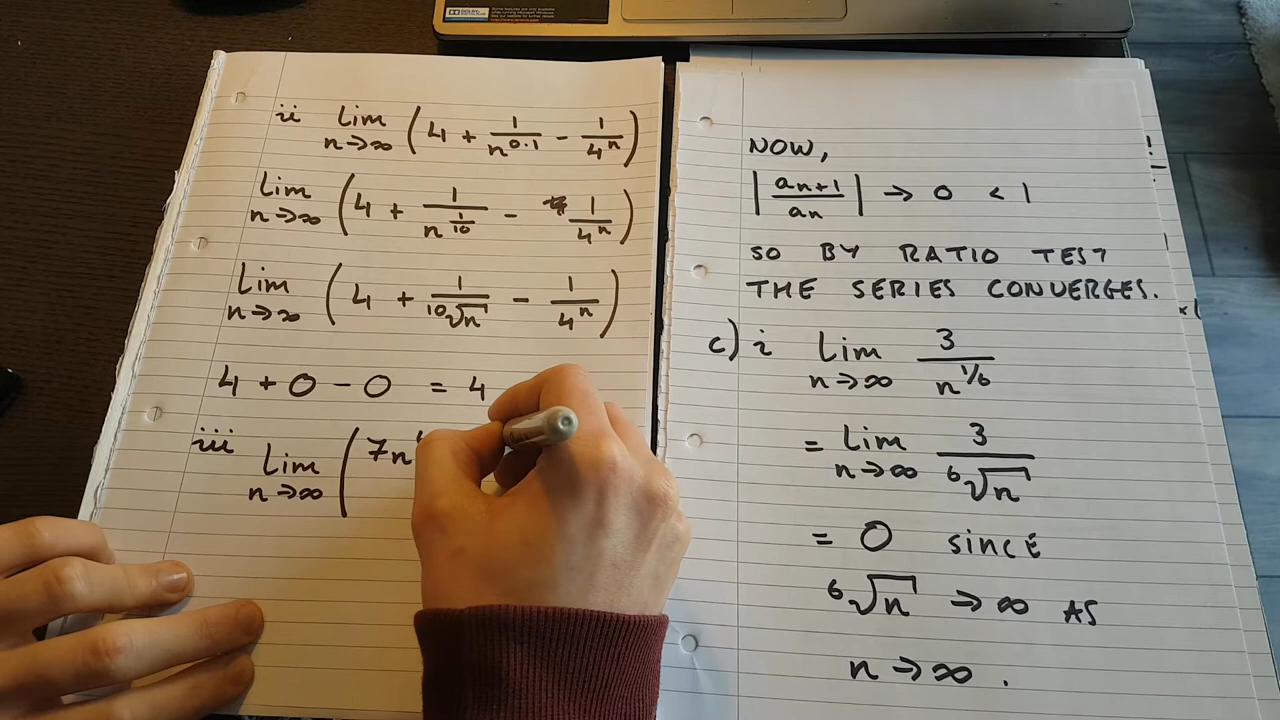 ii lim n→∞ (4 + 1/n^0.1 - 1/4^n)
lim n→∞ (4 + 1/n^(1/10) - 1/4^n)
lim n→∞ (4 + 1/¹⁰√n - 1/4^n)
4 + 0 - 0 = 4
iii lim n→∞ (7n
NOW,
|an+1/an| → 0 < 1
SO BY RATIO TEST
THE SERIES CONVERGES.
c) i lim n→∞ 3/n^(1/6)
= lim n→∞ 3/⁶√n
= 0 since
⁶√n → ∞ AS
n → ∞ .